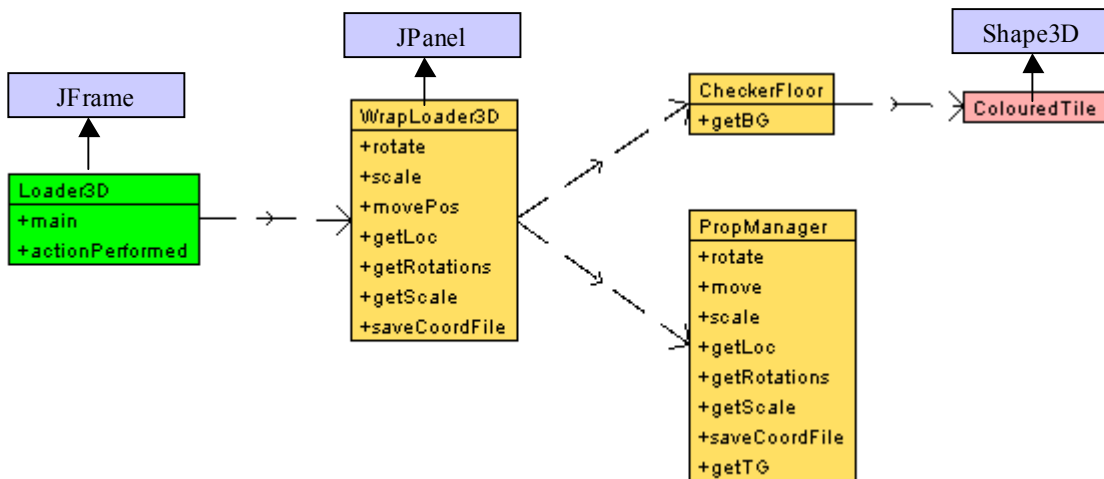 JFrame
Loader3D
+main
+actionPerformed
JPanel
WrapLoader3D
+rotate
+scale
+movePos
+getLoc
+getRotations
+getScale
+saveCoordFile
CheckerFloor
+getBG
PropManager
+rotate
+move
+scale
+getLoc
+getRotations
+getScale
+saveCoordFile
+getTG
Shape3D
ColouredTile